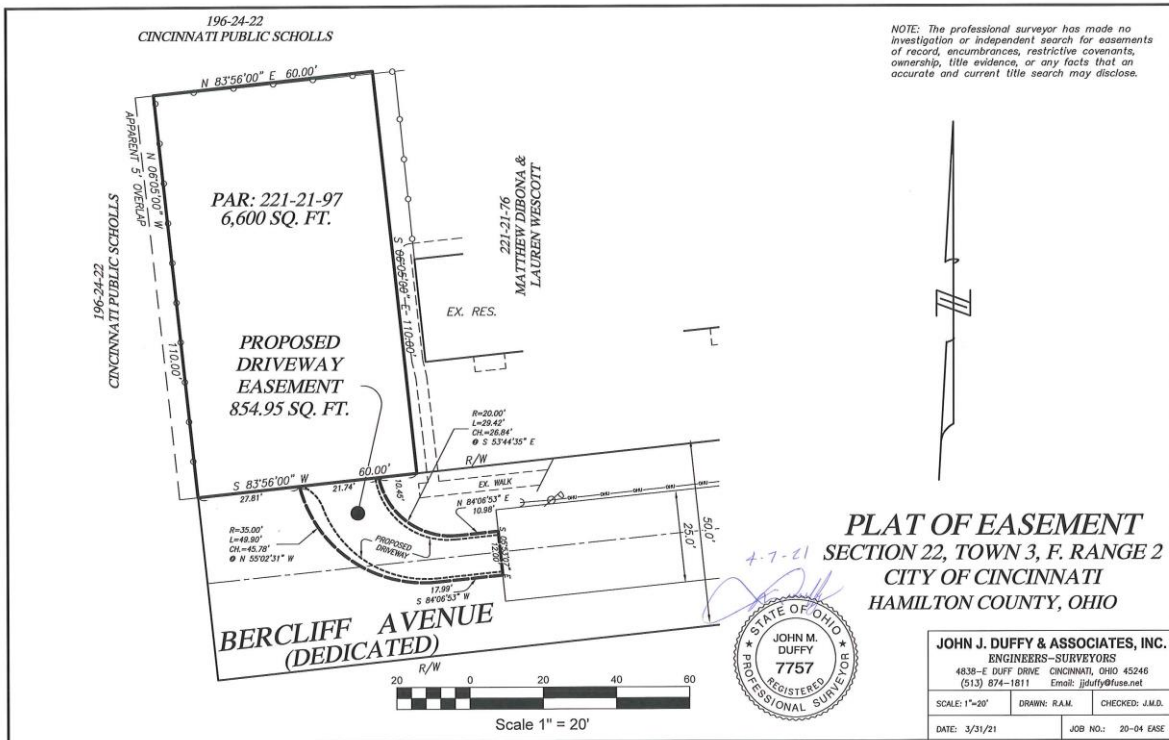 196-24-22
CINCINNATI PUBLIC SCHOLLS
NOTE: The professional surveyor has made no
investigation or independent search for easements
of record, encumbrances, restrictive covenants,
ownership, title evidence, or any facts that an
accurate and current title search may disclose.
N 83°56'00" E 60.00'
APPARENT 5' OVERLAP
N 06°05'00" W
110.00'
196-24-22
CINCINNATI PUBLIC SCHOLLS
PAR: 221-21-97
6,600 SQ. FT.
S 06°05'00" E 110.00'
221-21-76
MATTHEW DIBONA &
LAUREN WESCOTT
EX. RES.
PROPOSED
DRIVEWAY
EASEMENT
854.95 SQ. FT.
R=20.00'
L=29.42'
CH.=26.84'
@ S 53°44'35" E
R/W
S 83°56'00" W 60.00'
27.81'
21.74'
10.45'
EX. WALK
N 84°06'53" E
10.98'
OHU OHU OHU OHU
R=35.00'
L=49.90'
CH.=45.78'
@ N 55°02'31" W
PROPOSED
DRIVEWAY
12.00'
25.0'
50.0'
17.99'
S 84°06'53" W
BERCLIFF AVENUE
(DEDICATED)
R/W
N
PLAT OF EASEMENT
SECTION 22, TOWN 3, F. RANGE 2
CITY OF CINCINNATI
HAMILTON COUNTY, OHIO
4-7-21
STATE OF OHIO
JOHN M.
DUFFY
7757
REGISTERED
PROFESSIONAL SURVEYOR
20 0 20 40 60
Scale 1" = 20'
JOHN J. DUFFY & ASSOCIATES, INC.
ENGINEERS-SURVEYORS
4838-E DUFF DRIVE CINCINNATI, OHIO 45246
(513) 874-1811 Email: jjduffy@fuse.net
SCALE: 1"=20'
DRAWN: R.A.M.
CHECKED: J.M.D.
DATE: 3/31/21
JOB NO.: 20-04 EASE